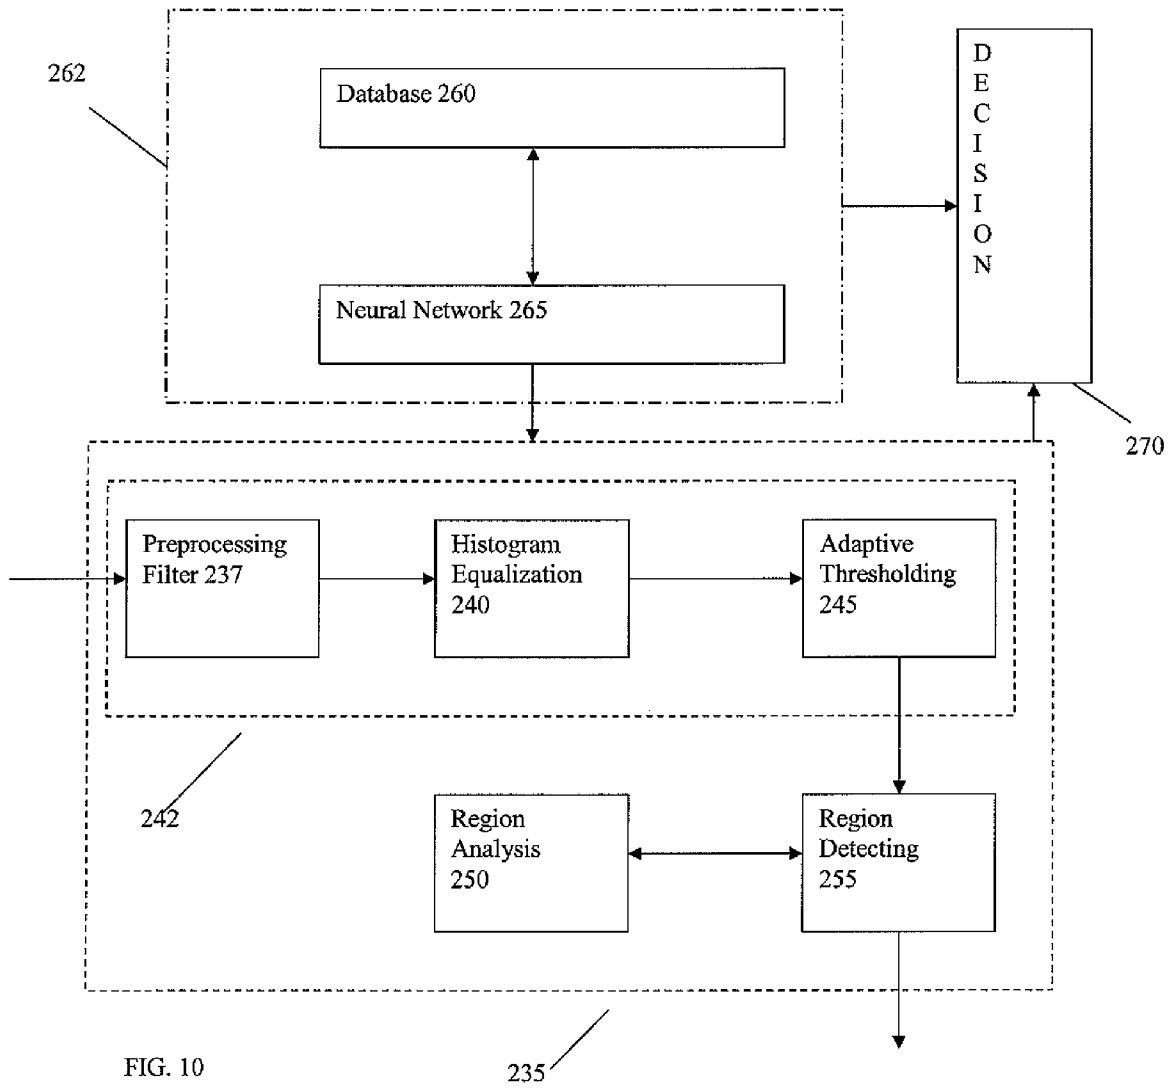 262
Database 260
Neural Network 265
D
E
C
I
S
I
O
N
270
Preprocessing
Filter 237
Histogram
Equalization
240
Adaptive
Thresholding
245
242
Region
Analysis
250
Region
Detecting
255
FIG. 10
235